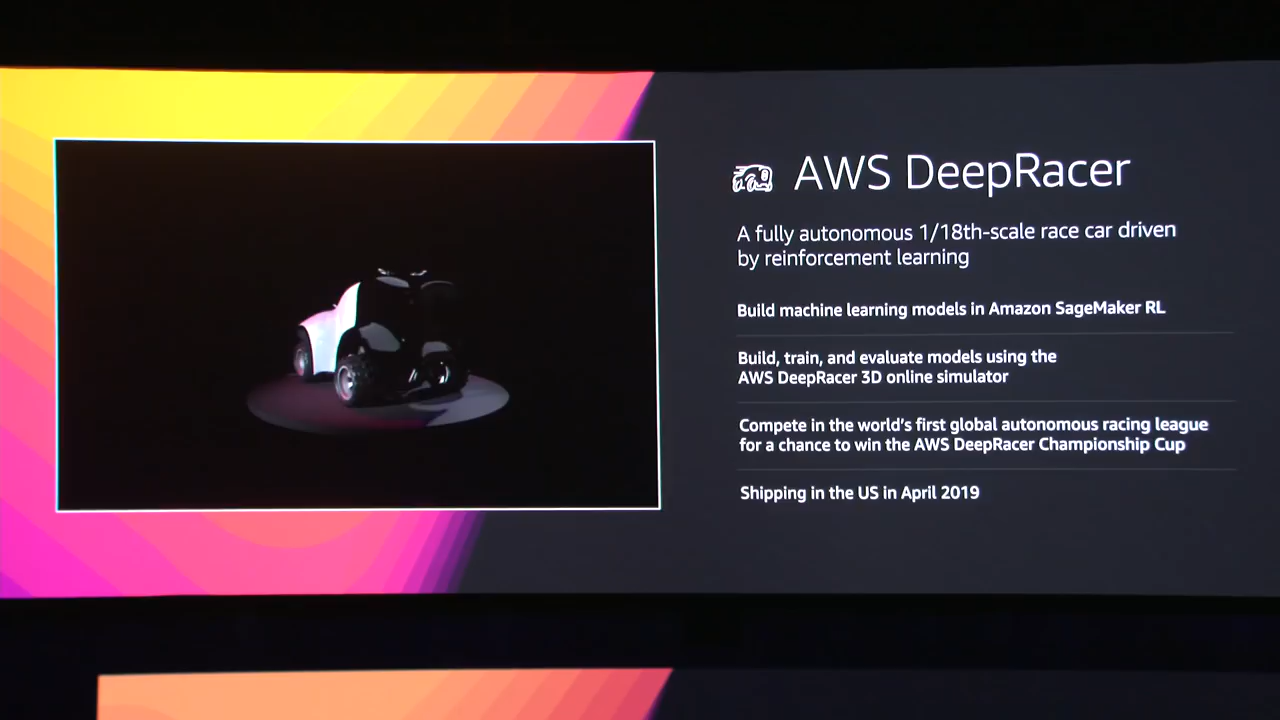 AWS DeepRacer
A fully autonomous 1/18th-scale race car driven
by reinforcement learning
Build machine learning models in Amazon SageMaker RL
Build, train, and evaluate models using the
AWS DeepRacer 3D online simulator
Compete in the world's first global autonomous racing league
for a chance to win the AWS DeepRacer Championship Cup
Shipping in the US in April 2019